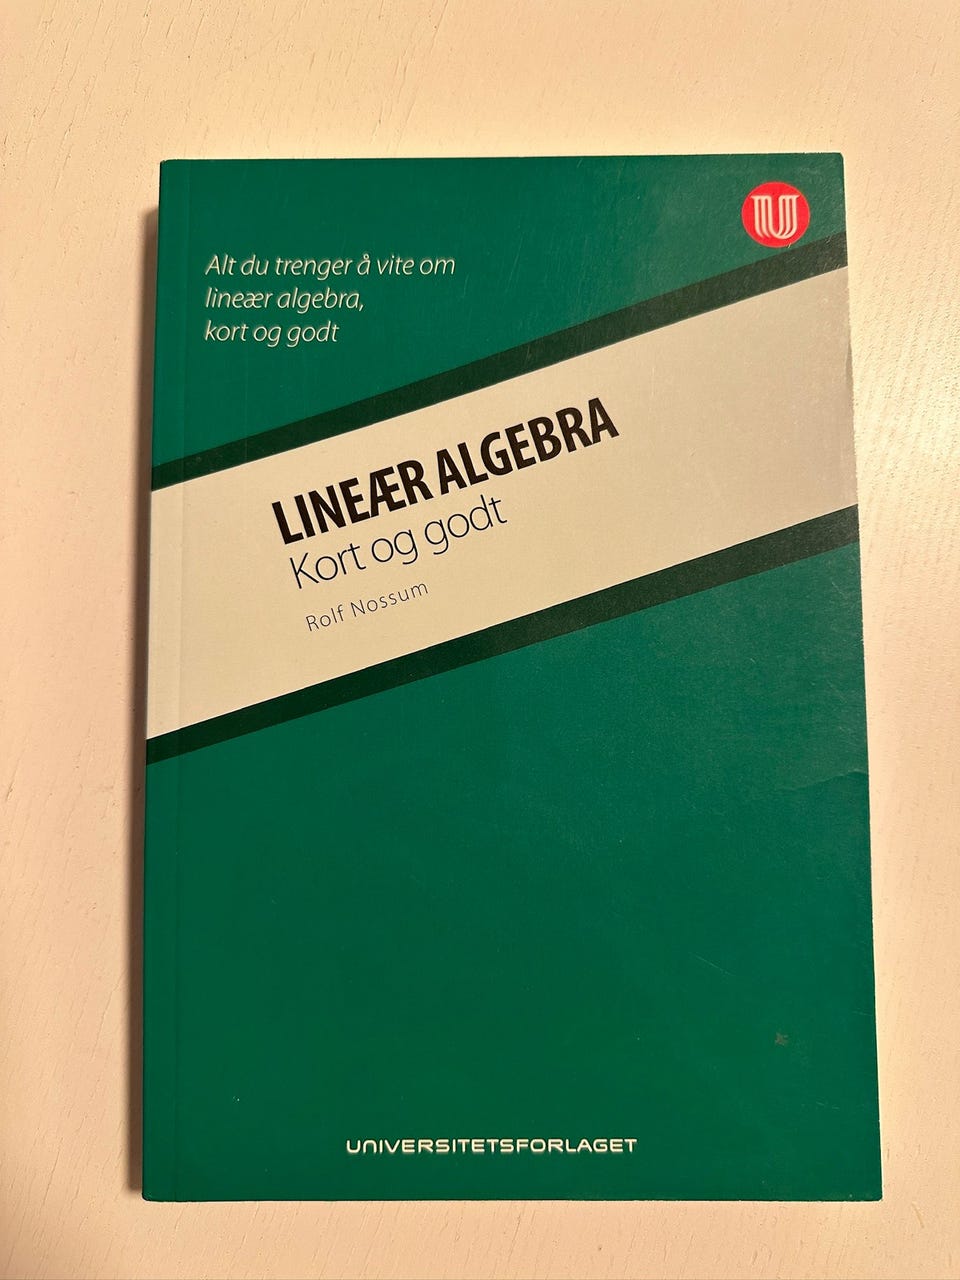 U
Alt du trenger å vite om
lineær algebra,
kort og godt
LINEÆR ALGEBRA
Kort og godt
Rolf Nossum
UNIVERSITETSFORLAGET